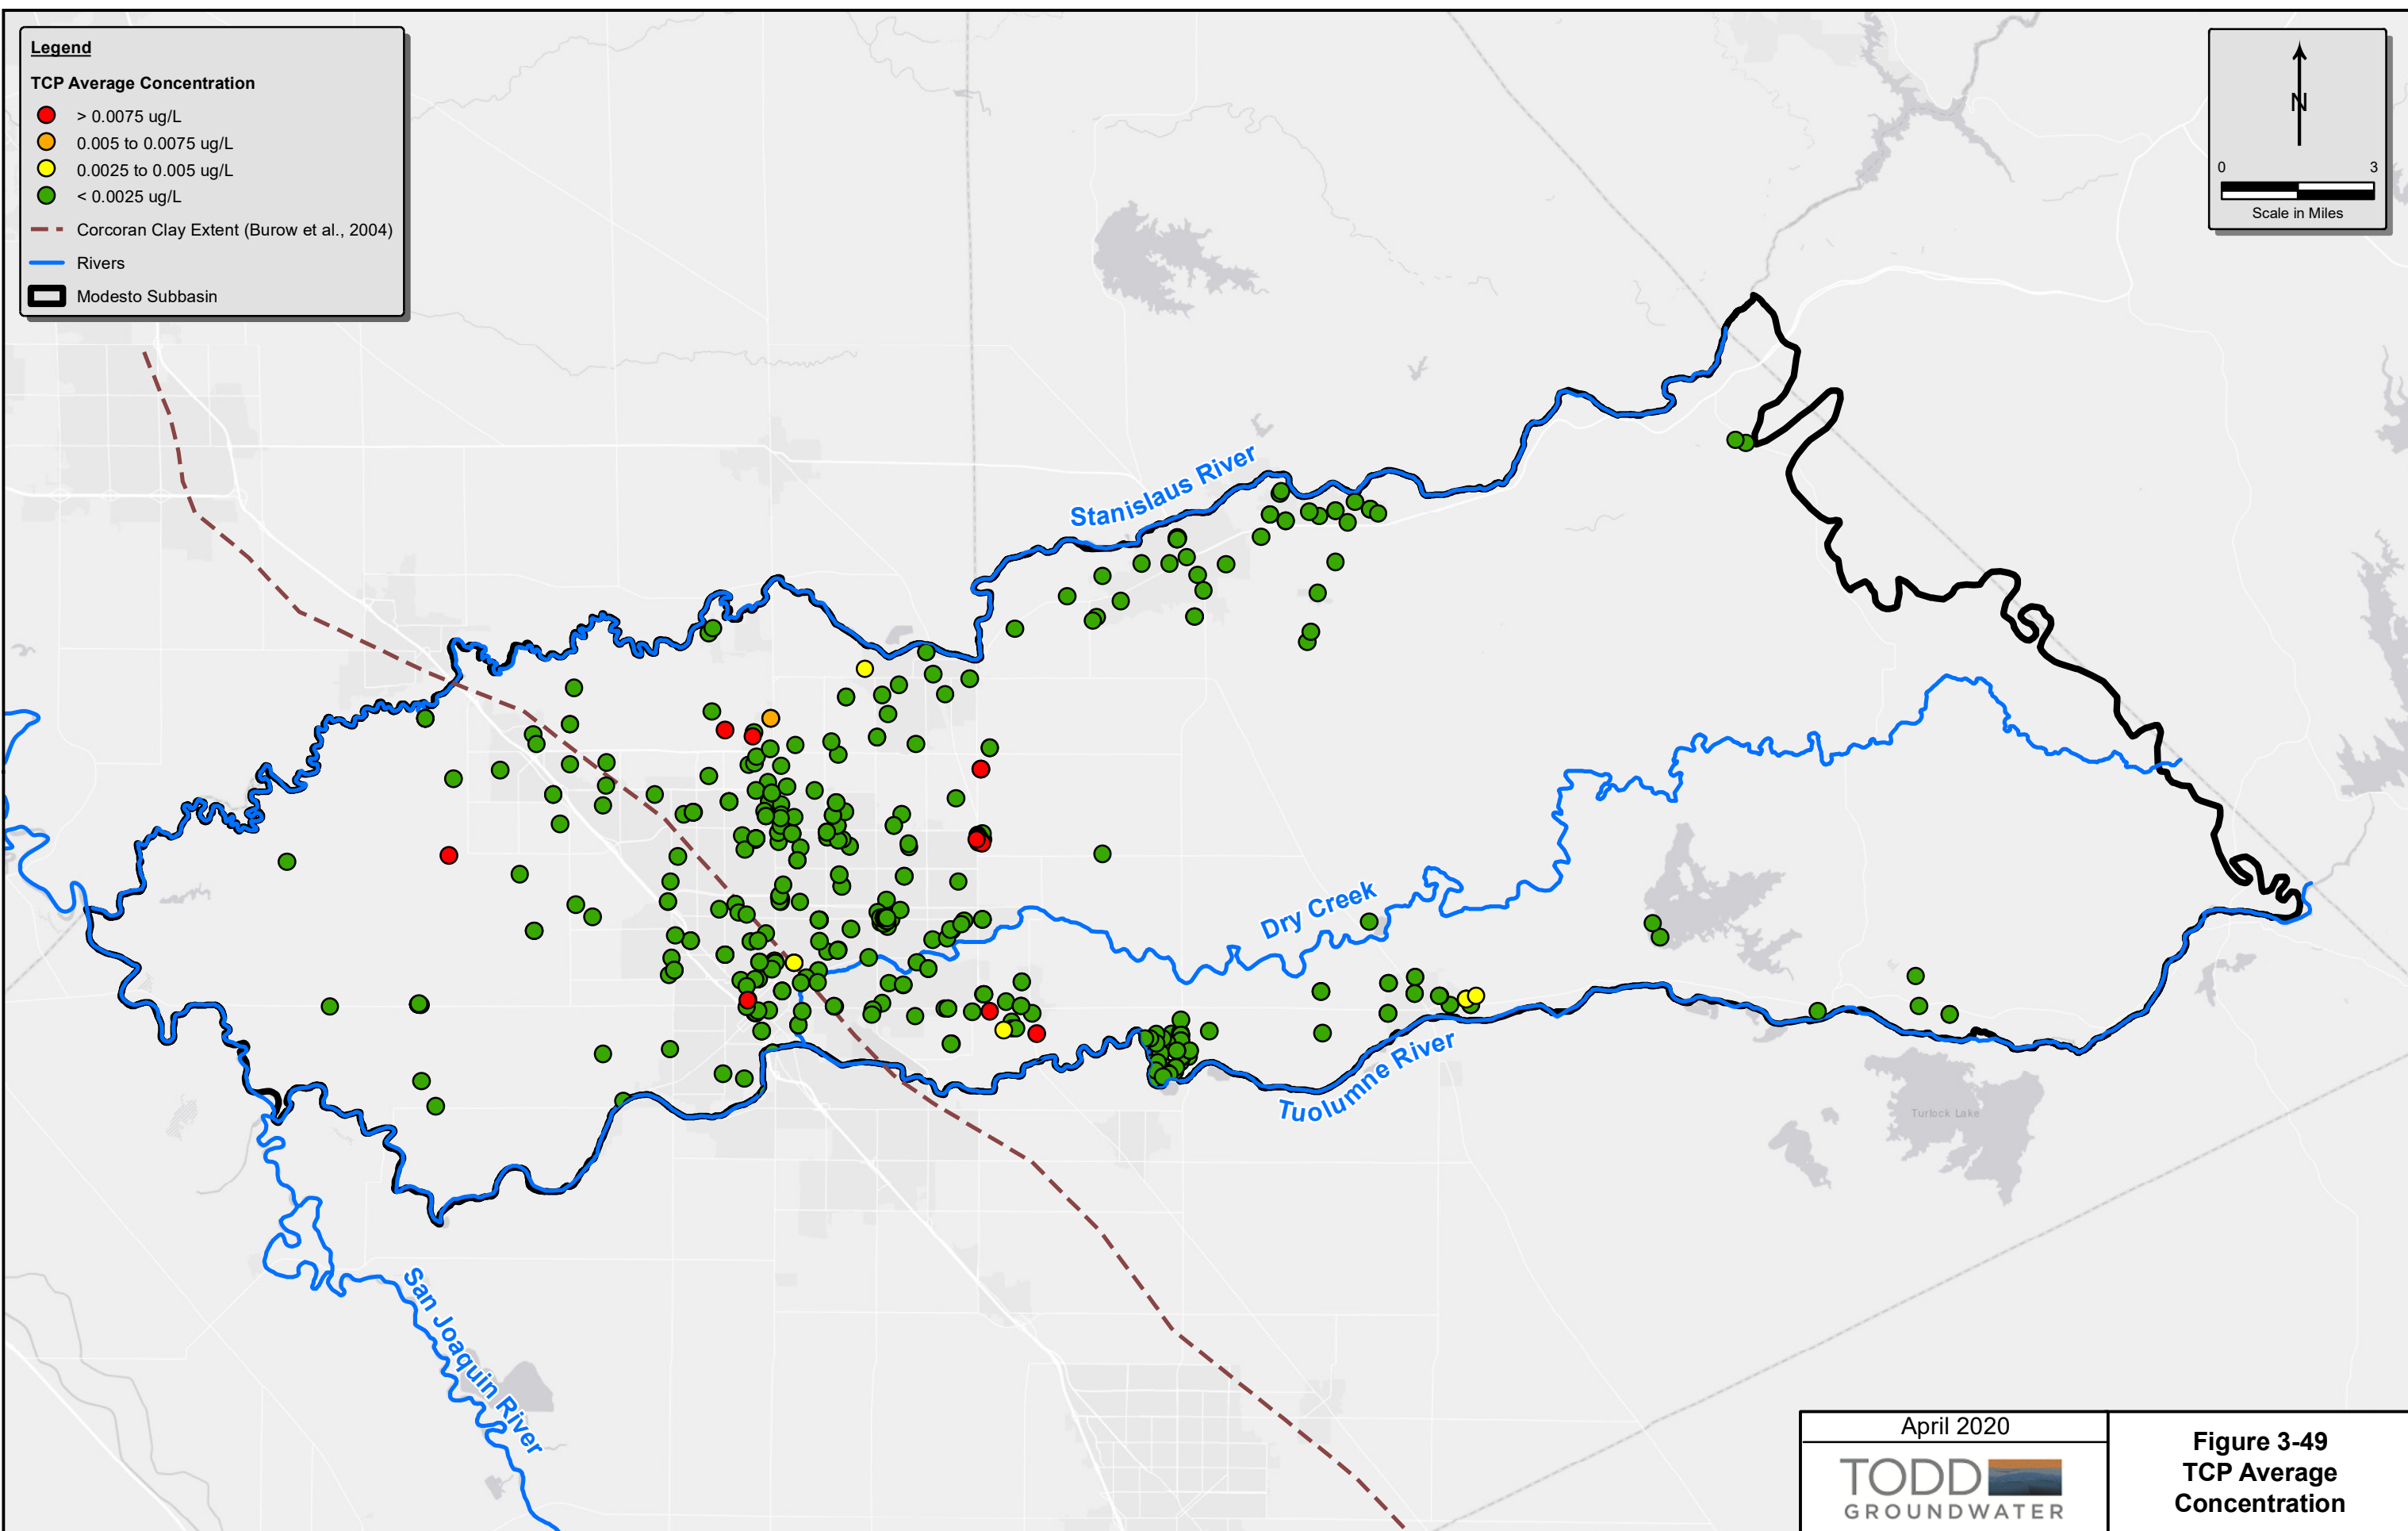 Legend
TCP Average Concentration
> 0.0075 ug/L
0.005 to 0.0075 ug/L
0.0025 to 0.005 ug/L
< 0.0025 ug/L
Corcoran Clay Extent (Burow et al., 2004)
Rivers
Modesto Subbasin
N
0 3
Scale in Miles
Stanislaus River
Dry Creek
Tuolumne River
Turlock Lake
San Joaquin River
April 2020
TODD
GROUNDWATER
Figure 3-49
TCP Average
Concentration